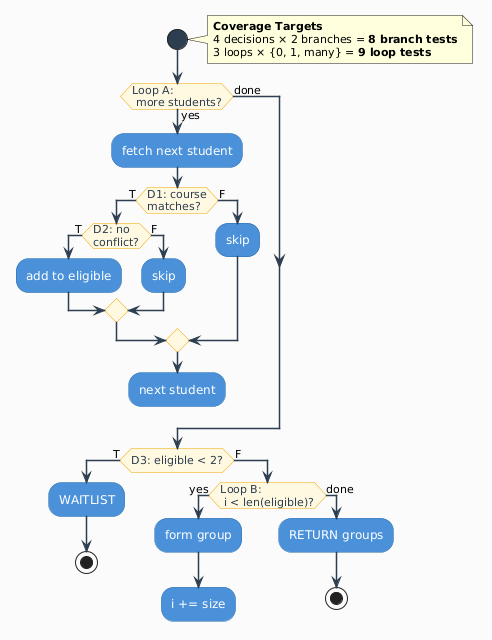 Coverage Targets
4 decisions × 2 branches = 8 branch tests
3 loops × {0, 1, many} = 9 loop tests
Loop A:
more students?
done
yes
fetch next student
T
D1: course
matches?
F
T
D2: no
conflict?
F
skip
add to eligible
skip
next student
T
D3: eligible < 2?
F
WAITLIST
yes
Loop B:
i < len(eligible)?
done
form group
RETURN groups
i += size